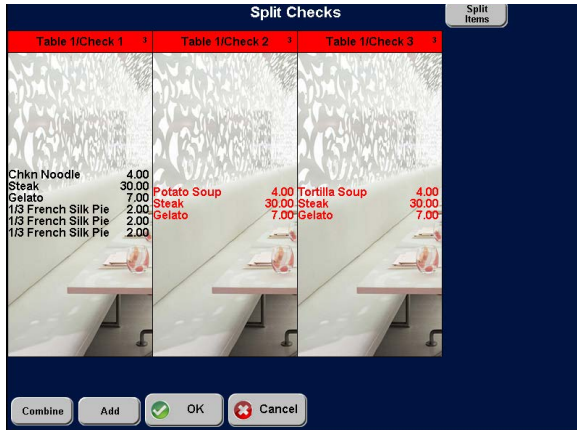 Split Checks
Split
Items
Table 1/Check 1 3
Table 1/Check 2 3
Table 1/Check 3 3
Chkn Noodle 4.00
Steak 30.00
Gelato 7.00
1/3 French Silk Pie 2.00
1/3 French Silk Pie 2.00
1/3 French Silk Pie 2.00
Potato Soup 4.00
Steak 30.00
Gelato 7.00
Tortilla Soup 4.00
Steak 30.00
Gelato 7.00
Combine
Add
OK
Cancel